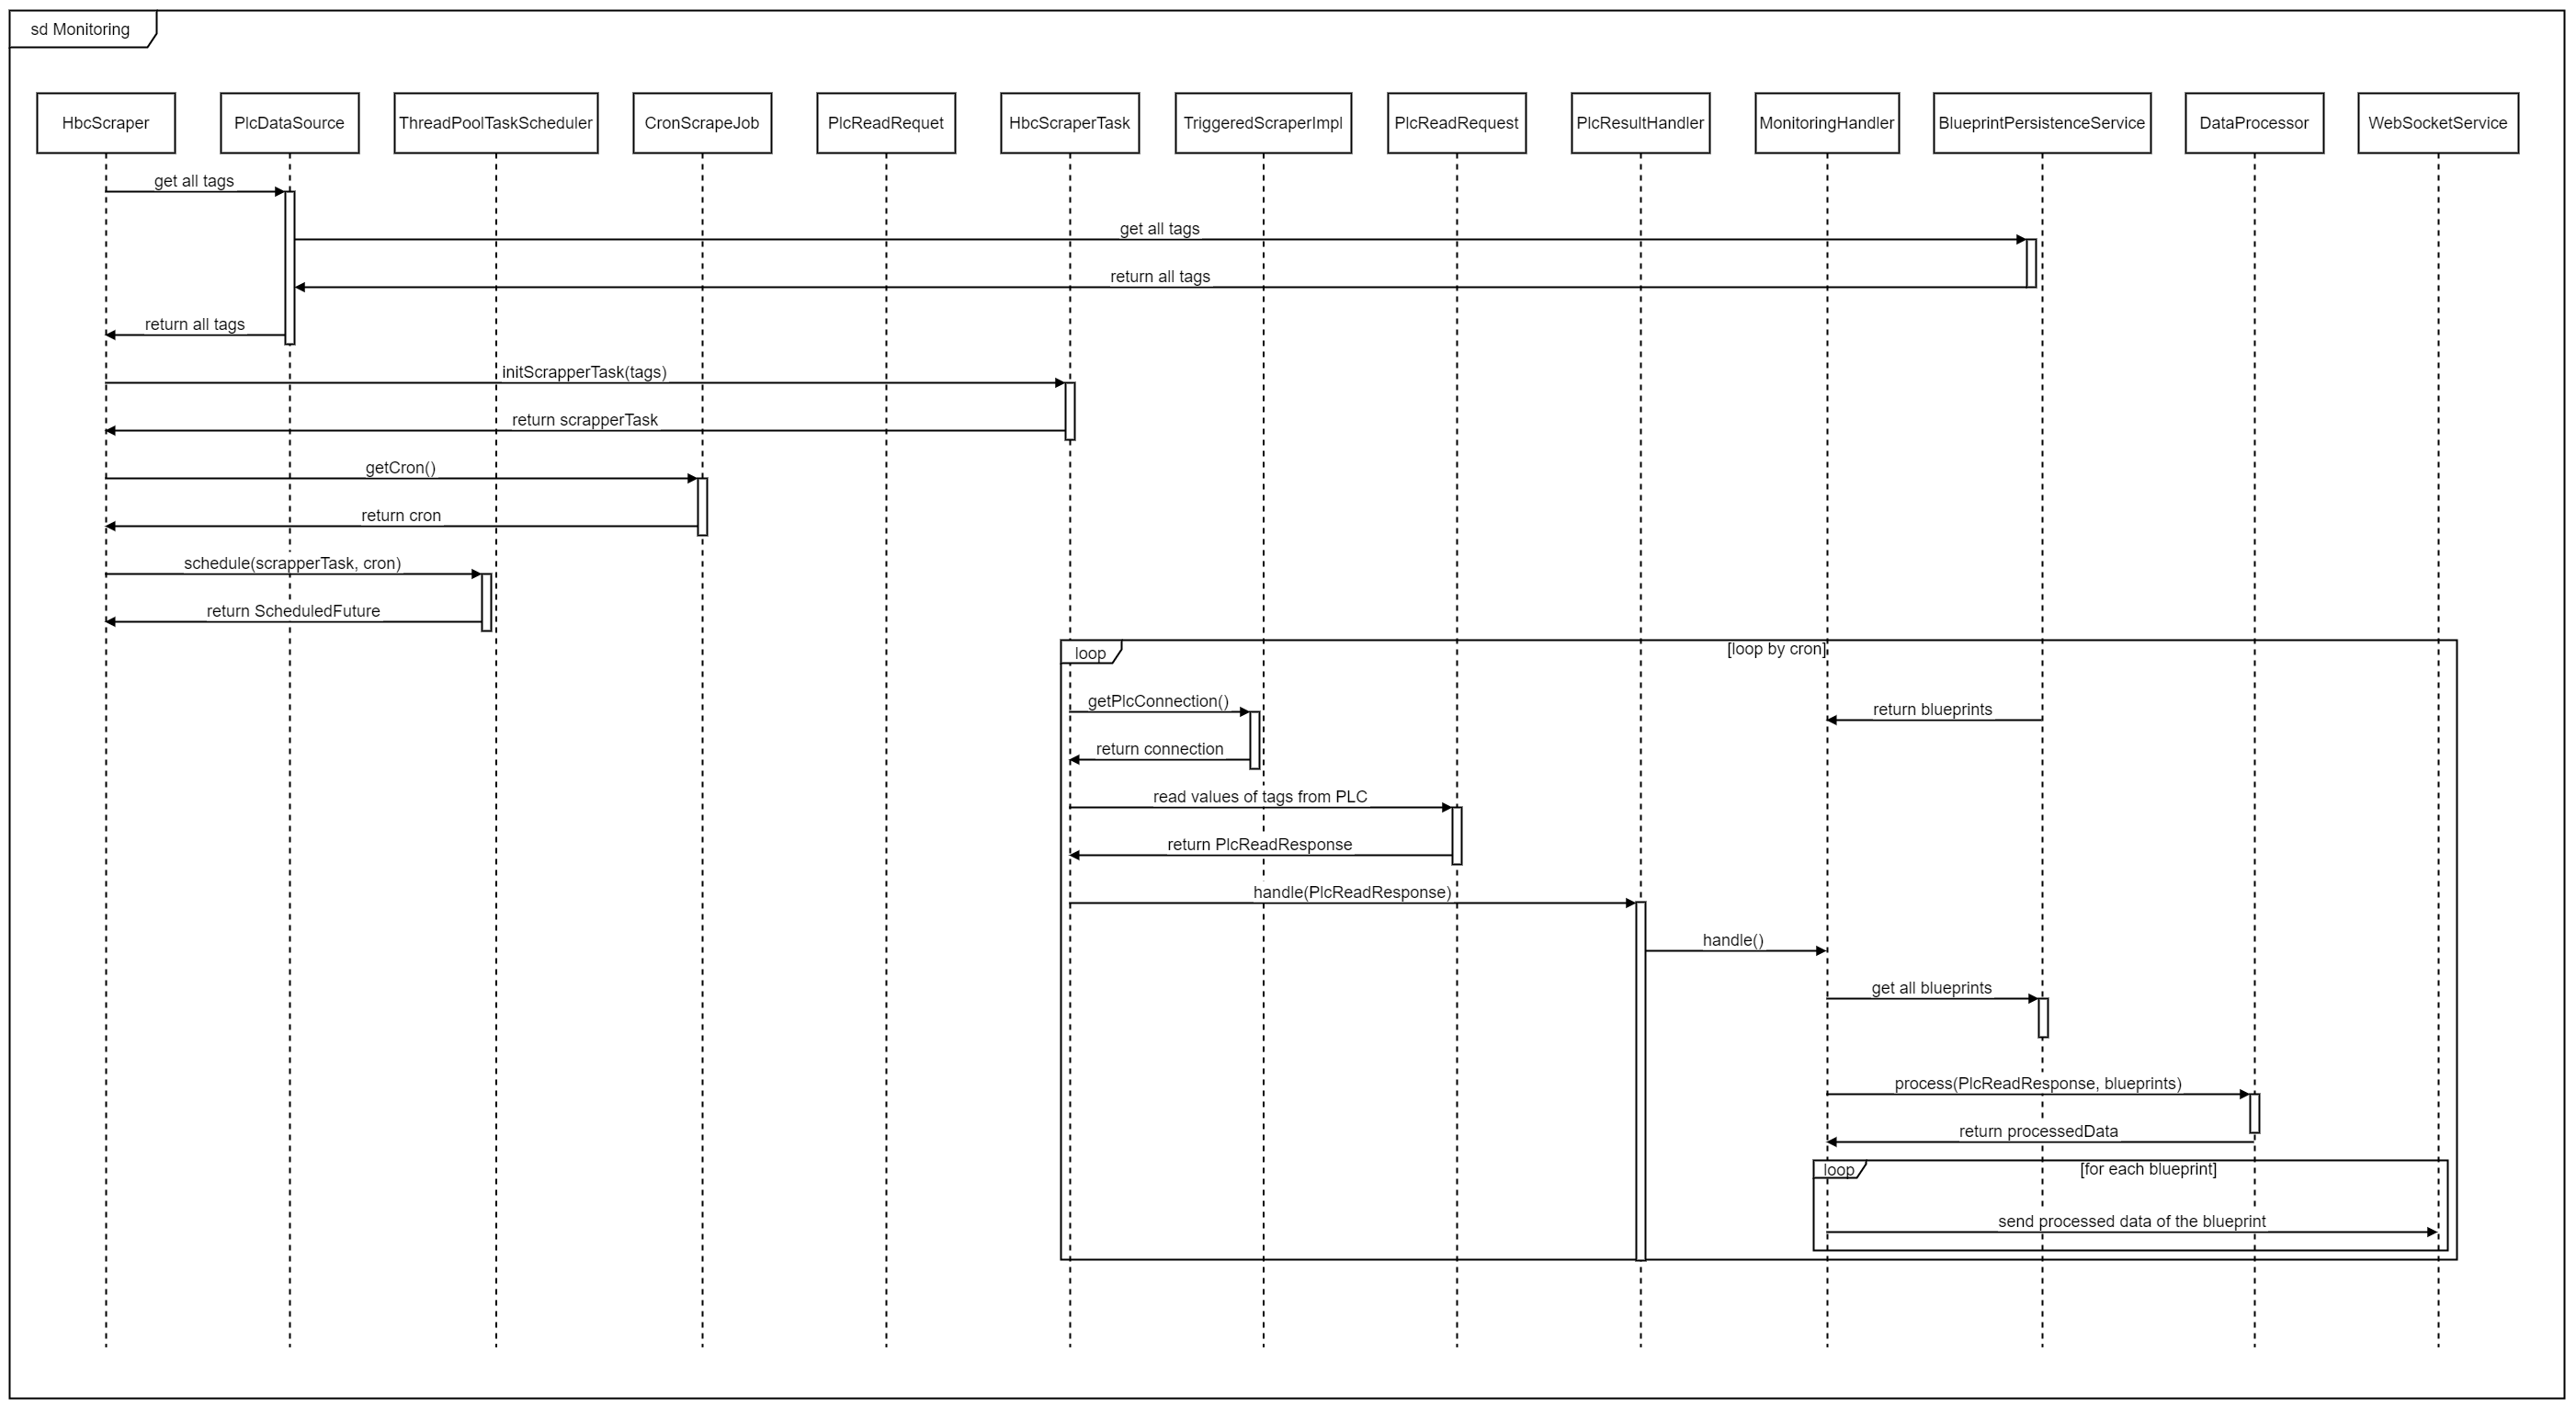 sd Monitoring
HbcScraper
PlcDataSource
ThreadPoolTaskScheduler
CronScrapeJob
PlcReadRequet
HbcScraperTask
TriggeredScraperImpl
PlcReadRequest
PlcResultHandler
MonitoringHandler
BlueprintPersistenceService
DataProcessor
WebSocketService
get all tags
get all tags
return all tags
return all tags
initScrapperTask(tags)
return scrapperTask
getCron()
return cron
schedule(scrapperTask, cron)
return ScheduledFuture
loop
[loop by cron]
getPlcConnection()
return blueprints
return connection
read values of tags from PLC
return PlcReadResponse
handle(PlcReadResponse)
handle()
get all blueprints
process(PlcReadResponse, blueprints)
return processedData
loop
[for each blueprint]
send processed data of the blueprint